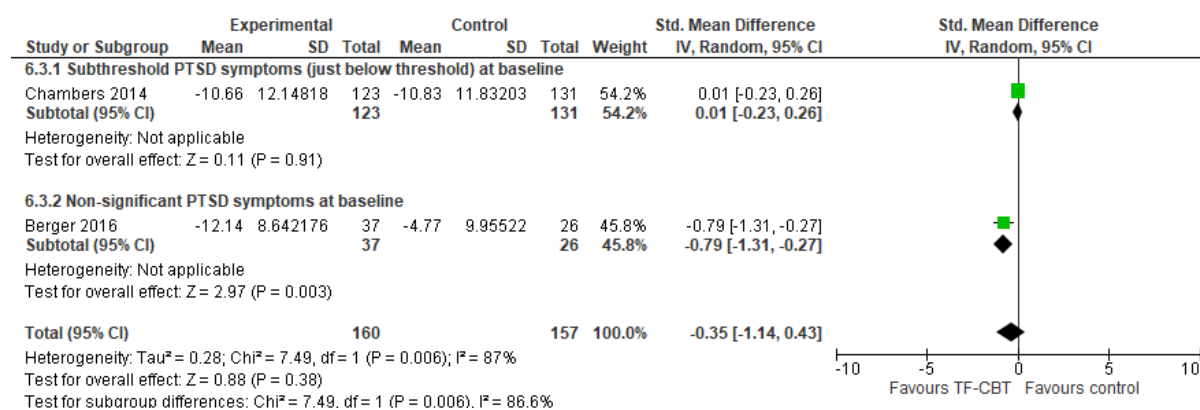 Experimental Control Std. Mean Difference Std. Mean Difference
Study or Subgroup Mean SD Total Mean SD Total Weight IV, Random, 95% CI IV, Random, 95% CI
6.3.1 Subthreshold PTSD symptoms (just below threshold) at baseline
Chambers 2014 -10.66 12.14818 123 -10.83 11.83203 131 54.2% 0.01 [-0.23, 0.26]
Subtotal (95% CI) 123 131 54.2% 0.01 [-0.23, 0.26]
Heterogeneity: Not applicable
Test for overall effect: Z = 0.11 (P = 0.91)
6.3.2 Non-significant PTSD symptoms at baseline
Berger 2016 -12.14 8.642176 37 -4.77 9.95522 26 45.8% -0.79 [-1.31, -0.27]
Subtotal (95% CI) 37 26 45.8% -0.79 [-1.31, -0.27]
Heterogeneity: Not applicable
Test for overall effect: Z = 2.97 (P = 0.003)
Total (95% CI) 160 157 100.0% -0.35 [-1.14, 0.43]
Heterogeneity: Tau² = 0.28; Chi² = 7.49, df = 1 (P = 0.006); I² = 87%
Test for overall effect: Z = 0.88 (P = 0.38)
Test for subgroup differences: Chi² = 7.49, df = 1 (P = 0.006), I² = 86.6%
-10 -5 0 5 10
Favours TF-CBT Favours control